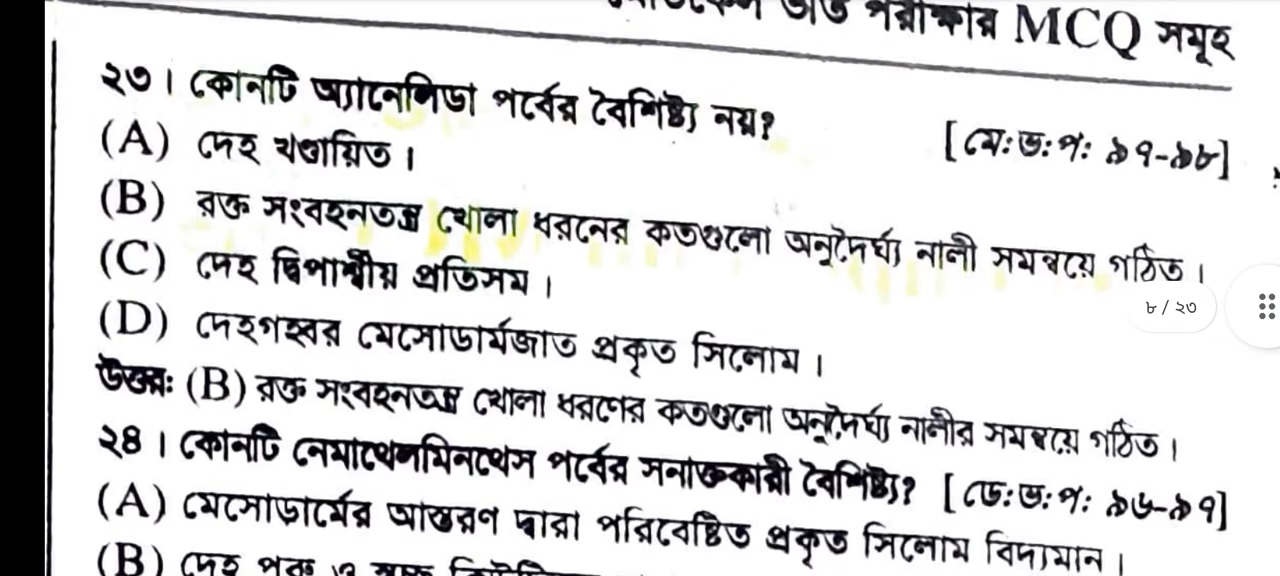 পরীক্ষার MCQ সমূহ
২৩। কোনটি অ্যানেলিডা পর্বের বৈশিষ্ট্য নয়?
[মে:ভ:প: ৯৭-৯৮]
(A) দেহ খণ্ডায়িত।
(B) রক্ত সংবহনতন্ত্র খোলা ধরনের কতগুলো অনুদৈর্ঘ্য নালী সমন্বয়ে গঠিত।
(C) দেহ দ্বিপার্শ্বীয় প্রতিসম।
৮/২৩
(D) দেহগহ্বর মেসোডার্মজাত প্রকৃত সিলোম।
উত্তর: (B) রক্ত সংবহনতন্ত্র খোলা ধরণের কতগুলো অনুদৈর্ঘ্য নালীর সমন্বয়ে গঠিত।
২৪। কোনটি নেমাথেলমিনথেস পর্বের সনাক্তকারী বৈশিষ্ট্য? [ডে:ভ:প: ৯৬-৯৭]
(A) মেসোডার্মের আস্তরণ দ্বারা পরিবেষ্টিত প্রকৃত সিলোম বিদ্যমান।
(B) দেহ